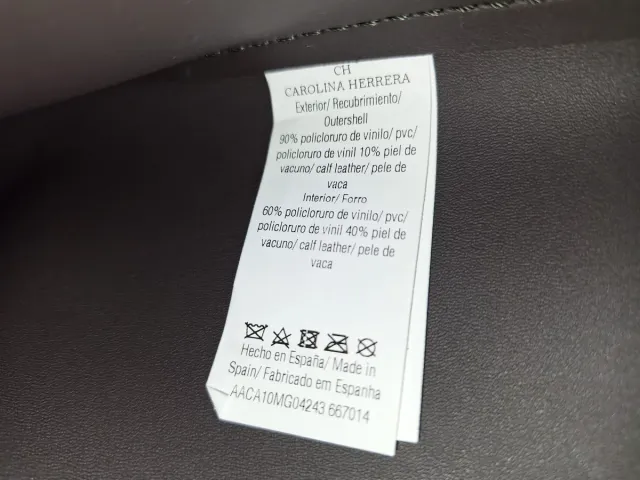 CH
CAROLINA HERRERA
Exterior/ Recubrimiento/
Outershell
90% policloruro de vinilo/ pvc/
policloruro de vinil 10% piel de
vacuno/ calf leather/ pele de
vaca
Interior/ Forro
60% policloruro de vinilo/ pvc/
policloruro de vinil 40% piel de
vacuno/ calf leather/ pele de
vaca
Hecho en España/ Made in
Spain/ Fabricado em Espanha
AACA10MG04243 667014